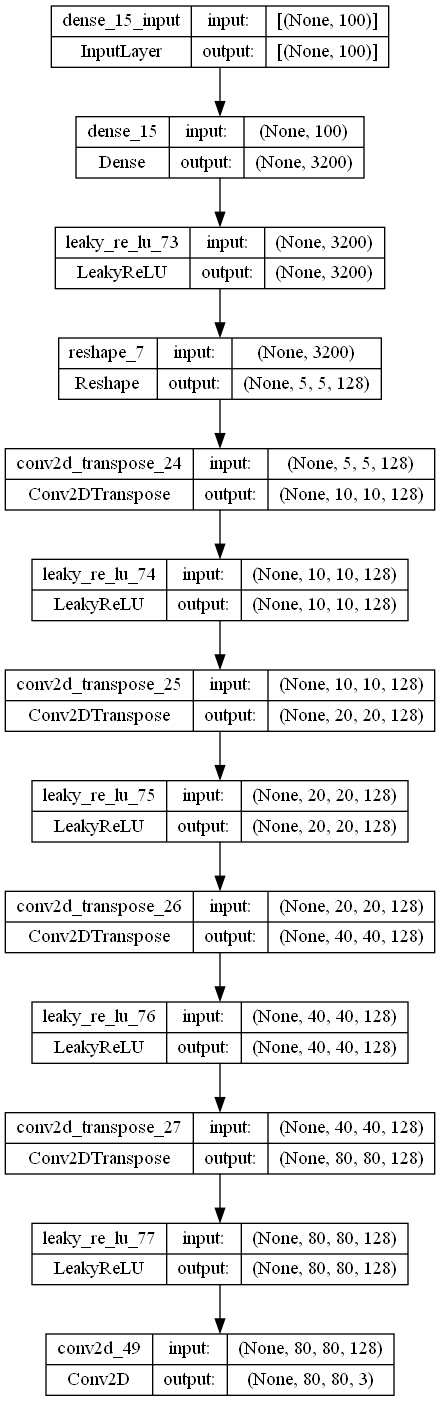 dense_15_input input: [(None, 100)]
InputLayer output: [(None, 100)]
dense_15 input: (None, 100)
Dense output: (None, 3200)
leaky_re_lu_73 input: (None, 3200)
LeakyReLU output: (None, 3200)
reshape_7 input: (None, 3200)
Reshape output: (None, 5, 5, 128)
conv2d_transpose_24 input: (None, 5, 5, 128)
Conv2DTranspose output: (None, 10, 10, 128)
leaky_re_lu_74 input: (None, 10, 10, 128)
LeakyReLU output: (None, 10, 10, 128)
conv2d_transpose_25 input: (None, 10, 10, 128)
Conv2DTranspose output: (None, 20, 20, 128)
leaky_re_lu_75 input: (None, 20, 20, 128)
LeakyReLU output: (None, 20, 20, 128)
conv2d_transpose_26 input: (None, 20, 20, 128)
Conv2DTranspose output: (None, 40, 40, 128)
leaky_re_lu_76 input: (None, 40, 40, 128)
LeakyReLU output: (None, 40, 40, 128)
conv2d_transpose_27 input: (None, 40, 40, 128)
Conv2DTranspose output: (None, 80, 80, 128)
leaky_re_lu_77 input: (None, 80, 80, 128)
LeakyReLU output: (None, 80, 80, 128)
conv2d_49 input: (None, 80, 80, 128)
Conv2D output: (None, 80, 80, 3)